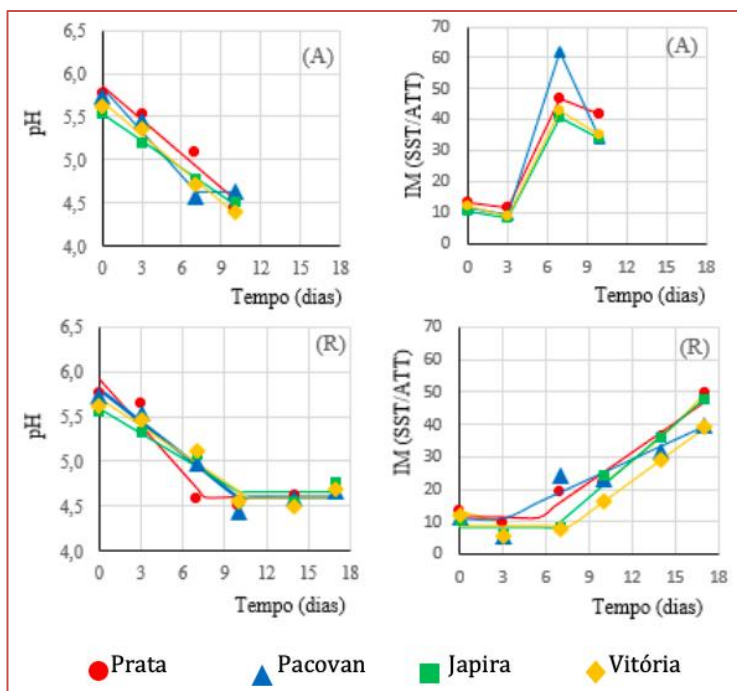 6,5
6,0
5,5
5,0
4,5
4,0
pH
(A)
0 3 6 9 12 15 18
Tempo (dias)
70
60
50
40
30
20
10
0
IM (SST/ATT)
(A)
0 3 6 9 12 15 18
Tempo (dias)
6,5
6,0
5,5
5,0
4,5
4,0
pH
(R)
0 3 6 9 12 15 18
Tempo (dias)
70
60
50
40
30
20
10
0
IM (SST/ATT)
(R)
0 3 6 9 12 15 18
Tempo (dias)
Prata Pacovan Japira Vitória